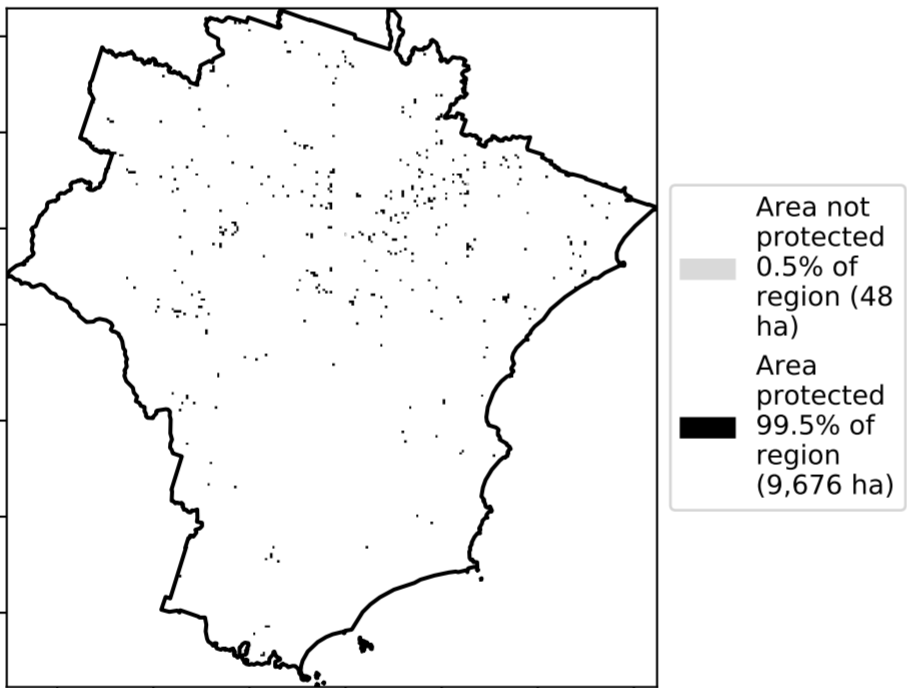 Area not
protected
0.5% of
region (48
ha)
Area
protected
99.5% of
region
(9,676 ha)